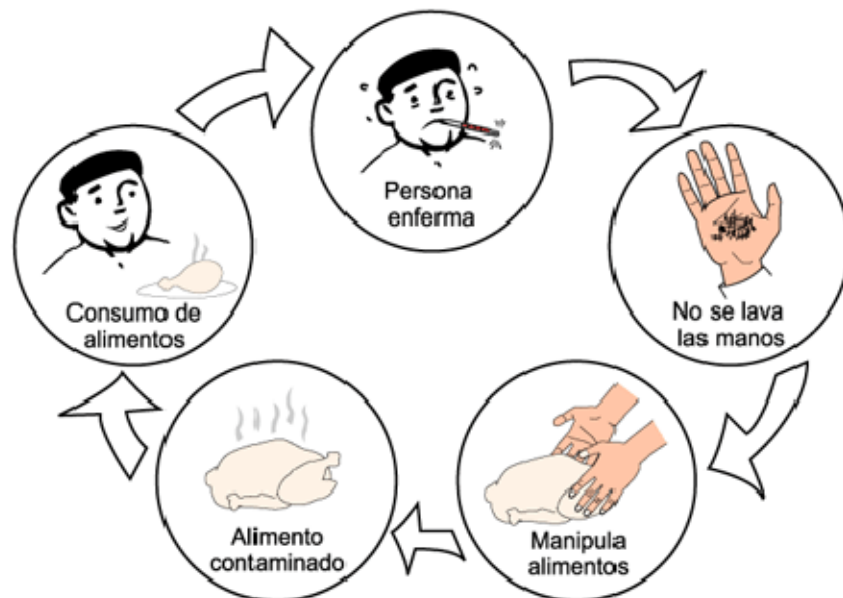 Persona
enferma
No se lava
las manos
Manipula
alimentos
Alimento
contaminado
Consumo de
alimentos